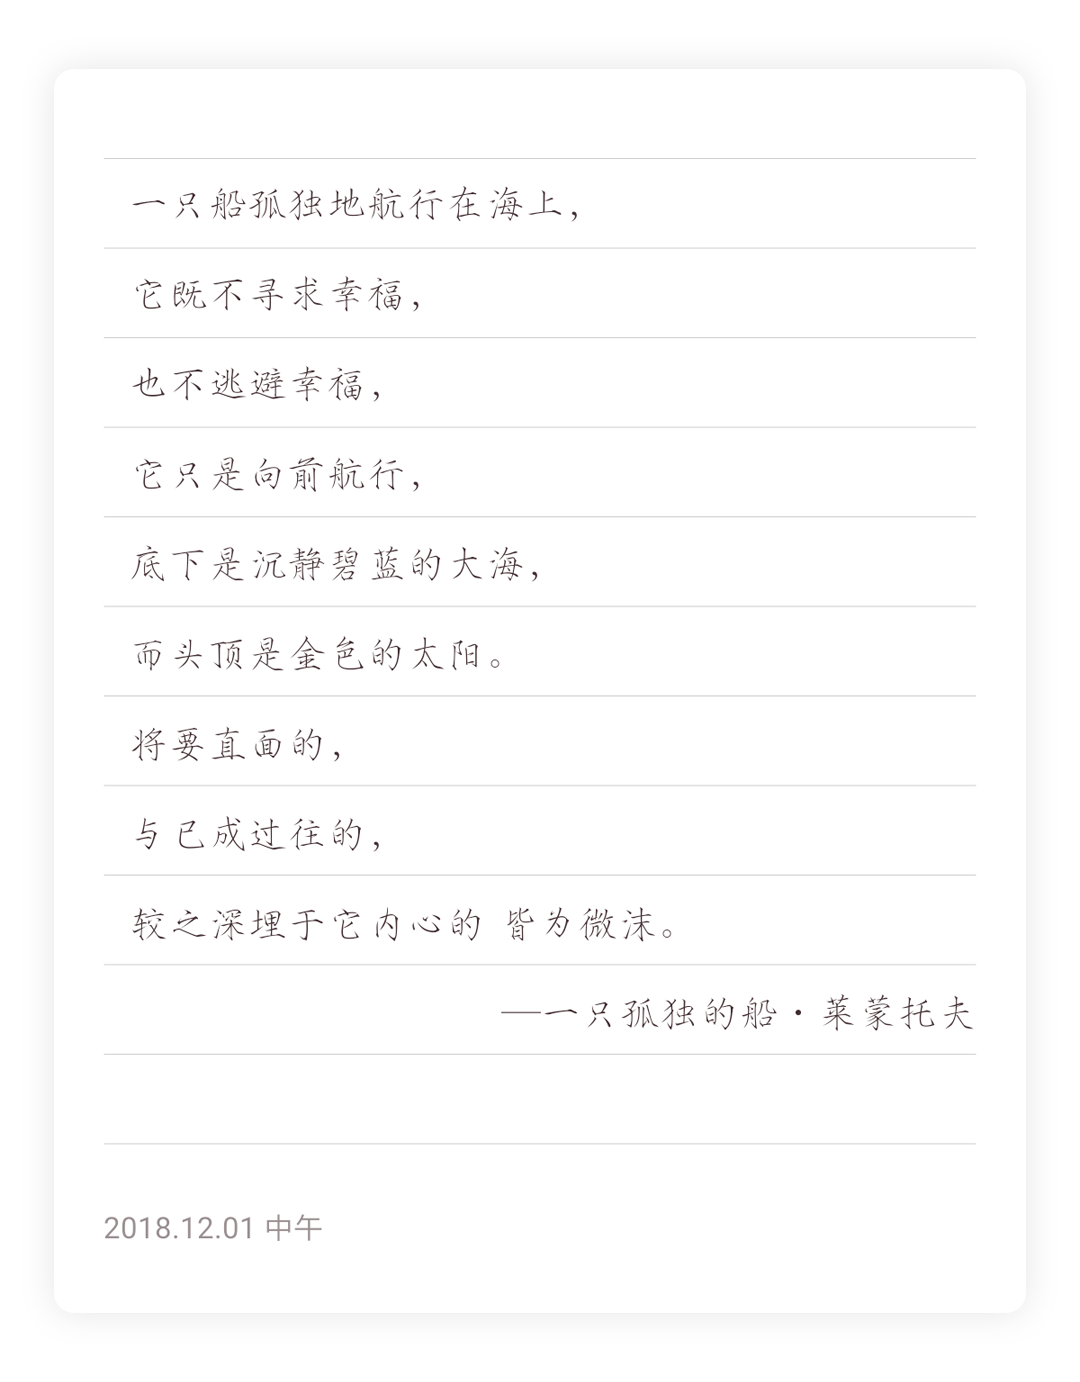 一只船孤独地航行在海上，
它既不寻求幸福，
也不逃避幸福，
它只是向前航行，
底下是沉静碧蓝的大海，
而头顶是金色的太阳。
将要直面的，
与已成过往的，
较之深埋于它内心的 皆为微沫。
—一只孤独的船·莱蒙托夫
2018.12.01 中午